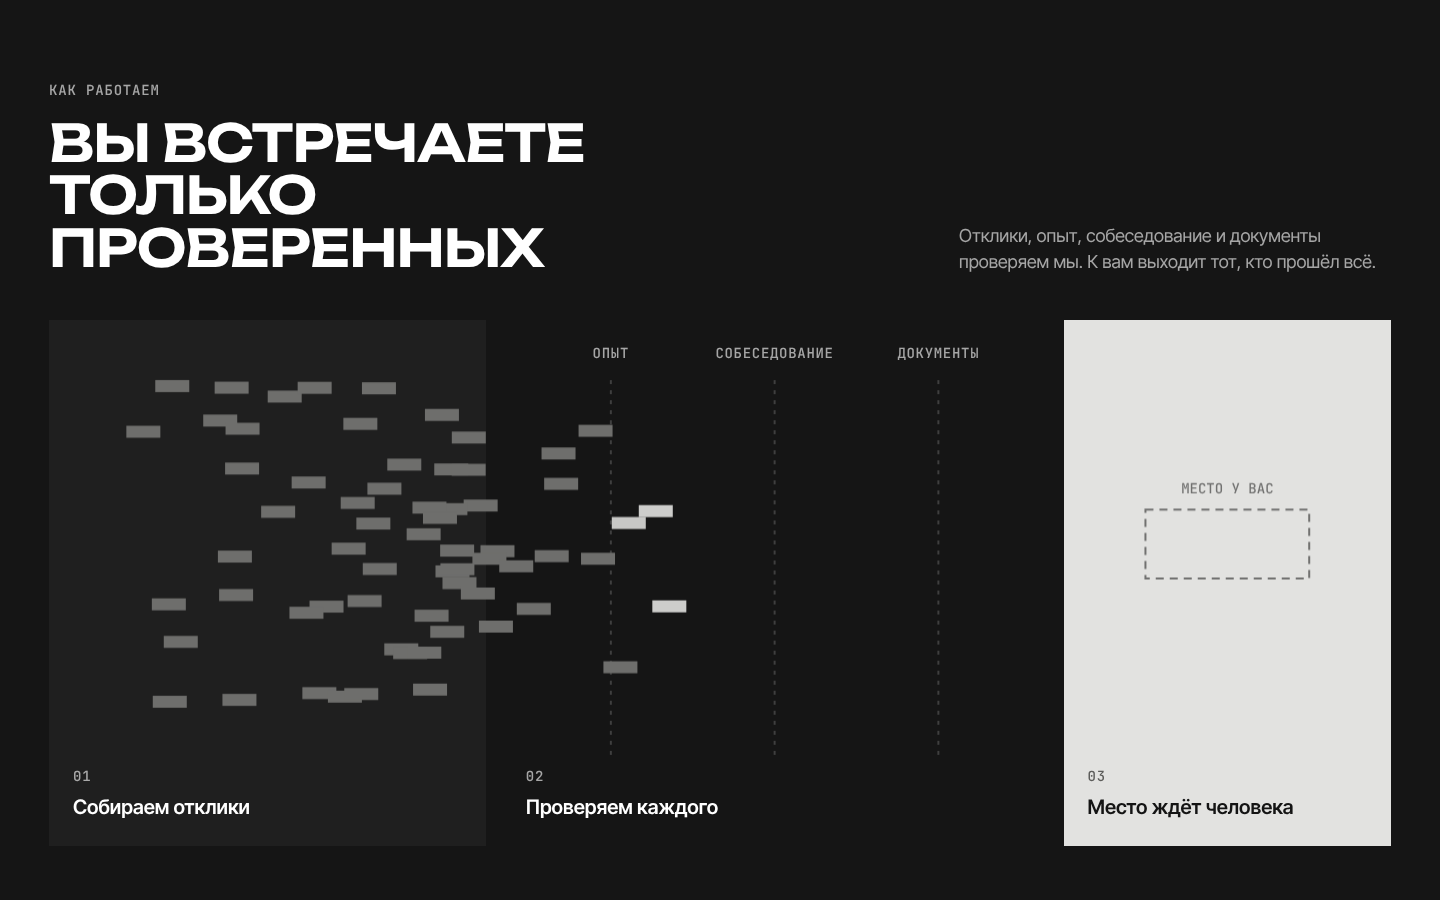 КАК РАБОТАЕМ
ВЫ ВСТРЕЧАЕТЕ
ТОЛЬКО
ПРОВЕРЕННЫХ
Отклики, опыт, собеседование и документы
проверяем мы. К вам выходит тот, кто прошёл всё.
ОПЫТ
СОБЕСЕДОВАНИЕ
ДОКУМЕНТЫ
МЕСТО У ВАС
01
Собираем отклики
02
Проверяем каждого
03
Место ждёт человека